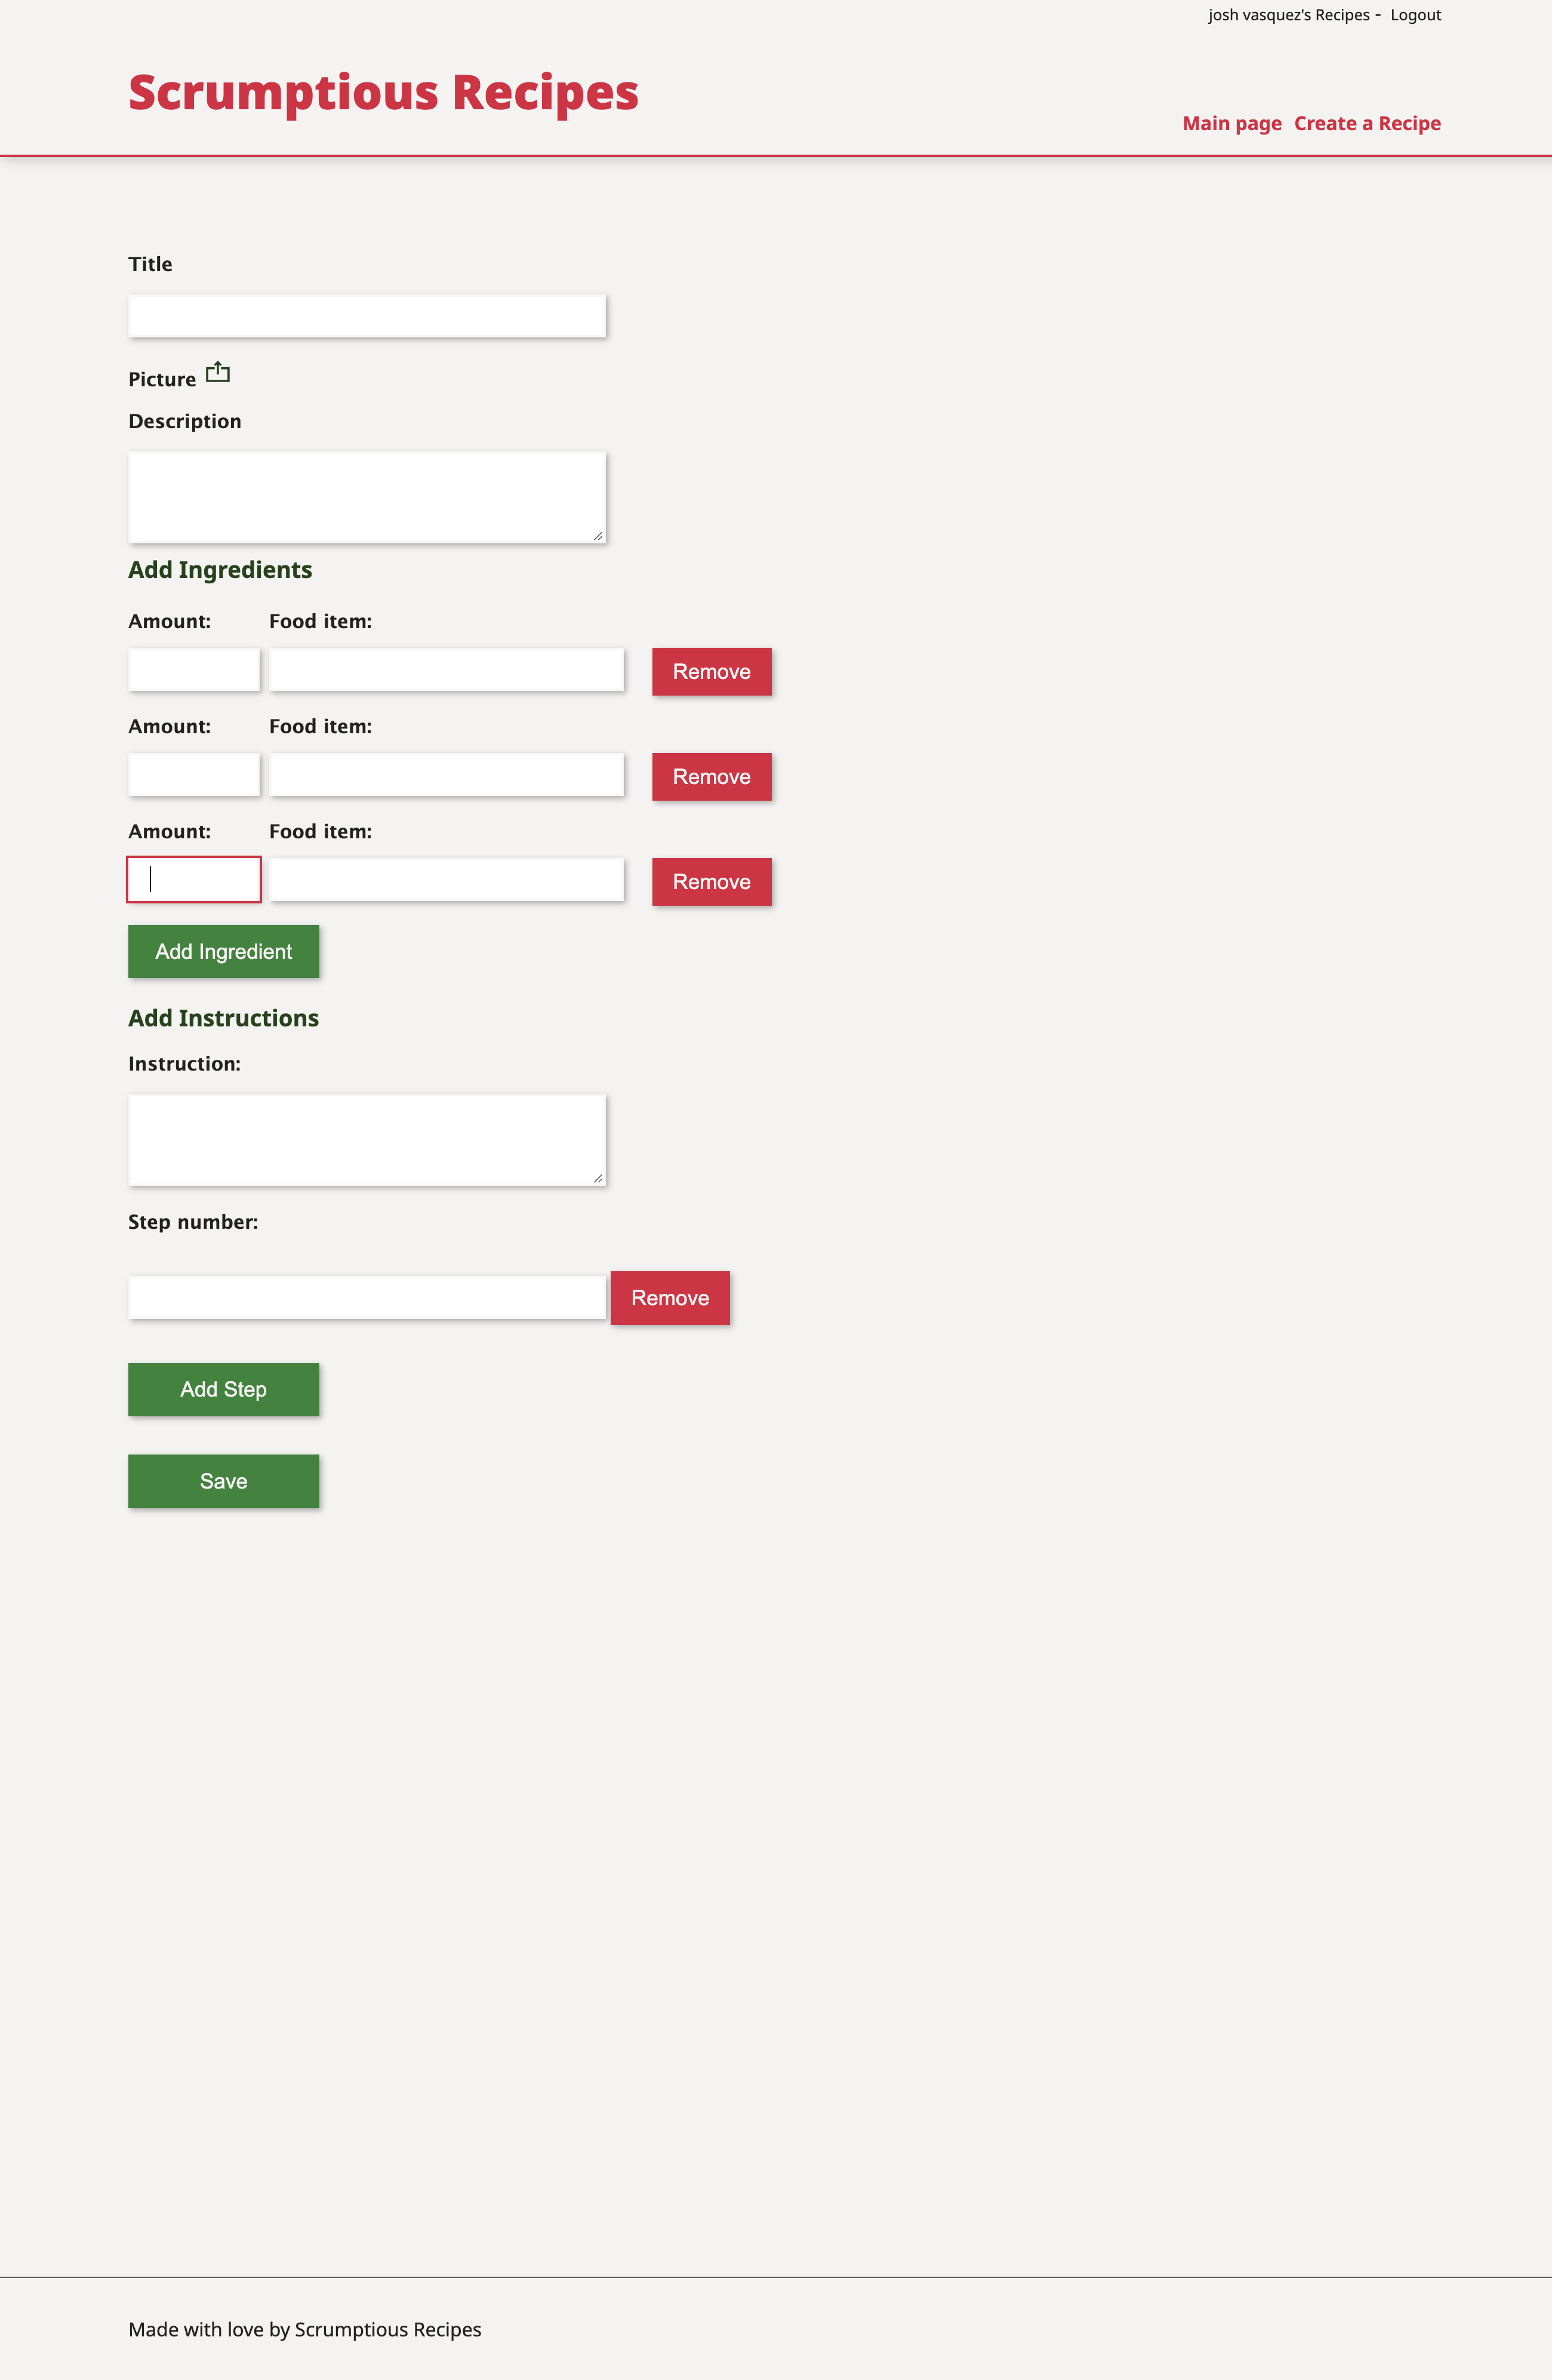 josh vasquez's Recipes - Logout
Scrumptious Recipes
Main page Create a Recipe
Title
Picture
Description
Add Ingredients
Amount: Food item:
Remove
Amount: Food item:
Remove
Amount: Food item:
Remove
Add Ingredient
Add Instructions
Instruction:
Step number:
Remove
Add Step
Save
Made with love by Scrumptious Recipes